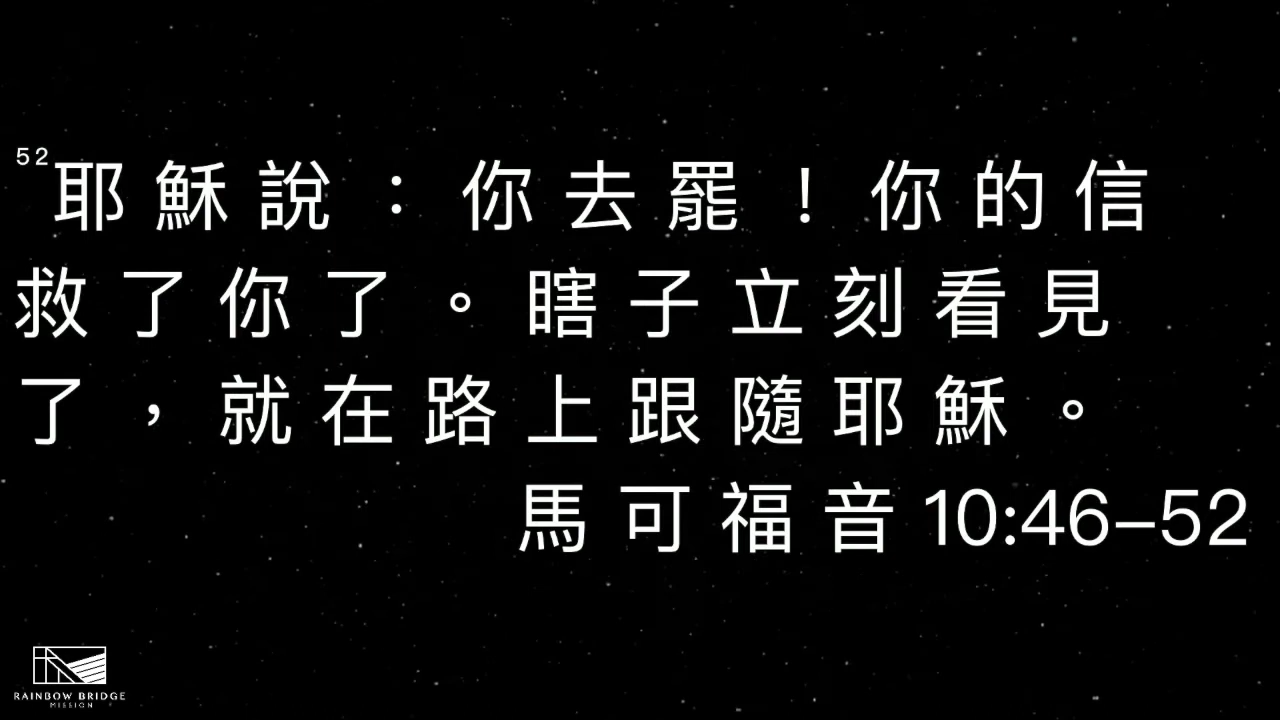 52耶穌說：你去罷！你的信
救了你了。瞎子立刻看見
了，就在路上跟隨耶穌。
馬可福音10:46–52
RAINBOW BRIDGE
MISSION